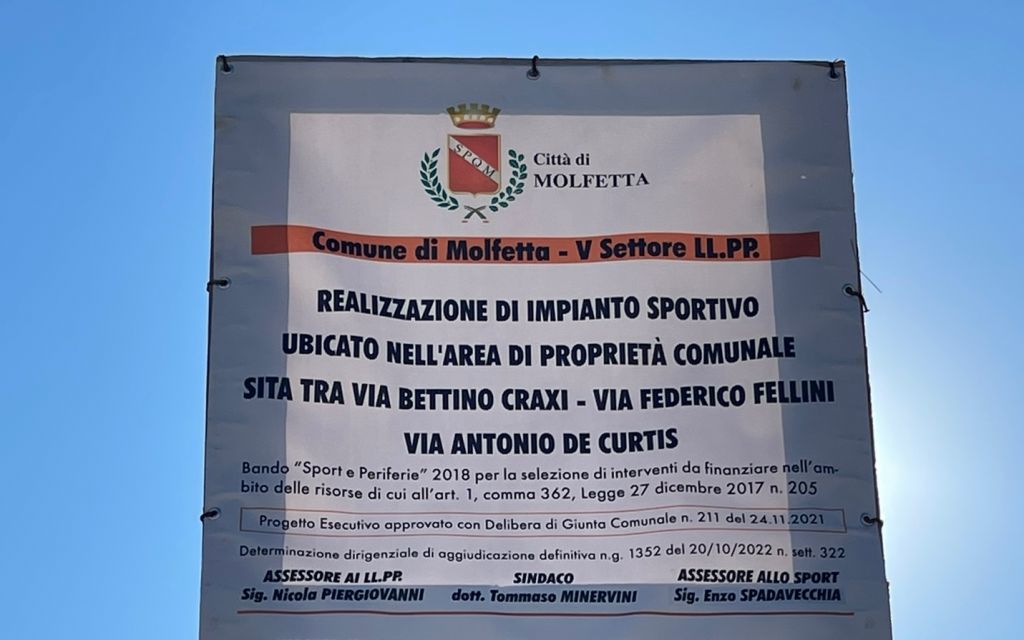 SPQM
Città di
MOLFETTA
Comune di Molfetta - V Settore LL.PP.
REALIZZAZIONE DI IMPIANTO SPORTIVO
UBICATO NELL'AREA DI PROPRIETÀ COMUNALE
SITA TRA VIA BETTINO CRAXI - VIA FEDERICO FELLINI
VIA ANTONIO DE CURTIS
Bando "Sport e Periferie" 2018 per la selezione di interventi da finanziare nell'am-
bito delle risorse di cui all'art. 1, comma 362, Legge 27 dicembre 2017 n. 205
Progetto Esecutivo approvato con Delibera di Giunta Comunale n. 211 del 24.11.2021
Determinazione dirigenziale di aggiudicazione definitiva n.g. 1352 del 20/10/2022 n. sett. 322
ASSESSORE AI LL.PP. SINDACO ASSESSORE ALLO SPORT
Sig. Nicola PIERGIOVANNI dott. Tommaso MINERVINI Sig. Enzo SPADAVECCHIA